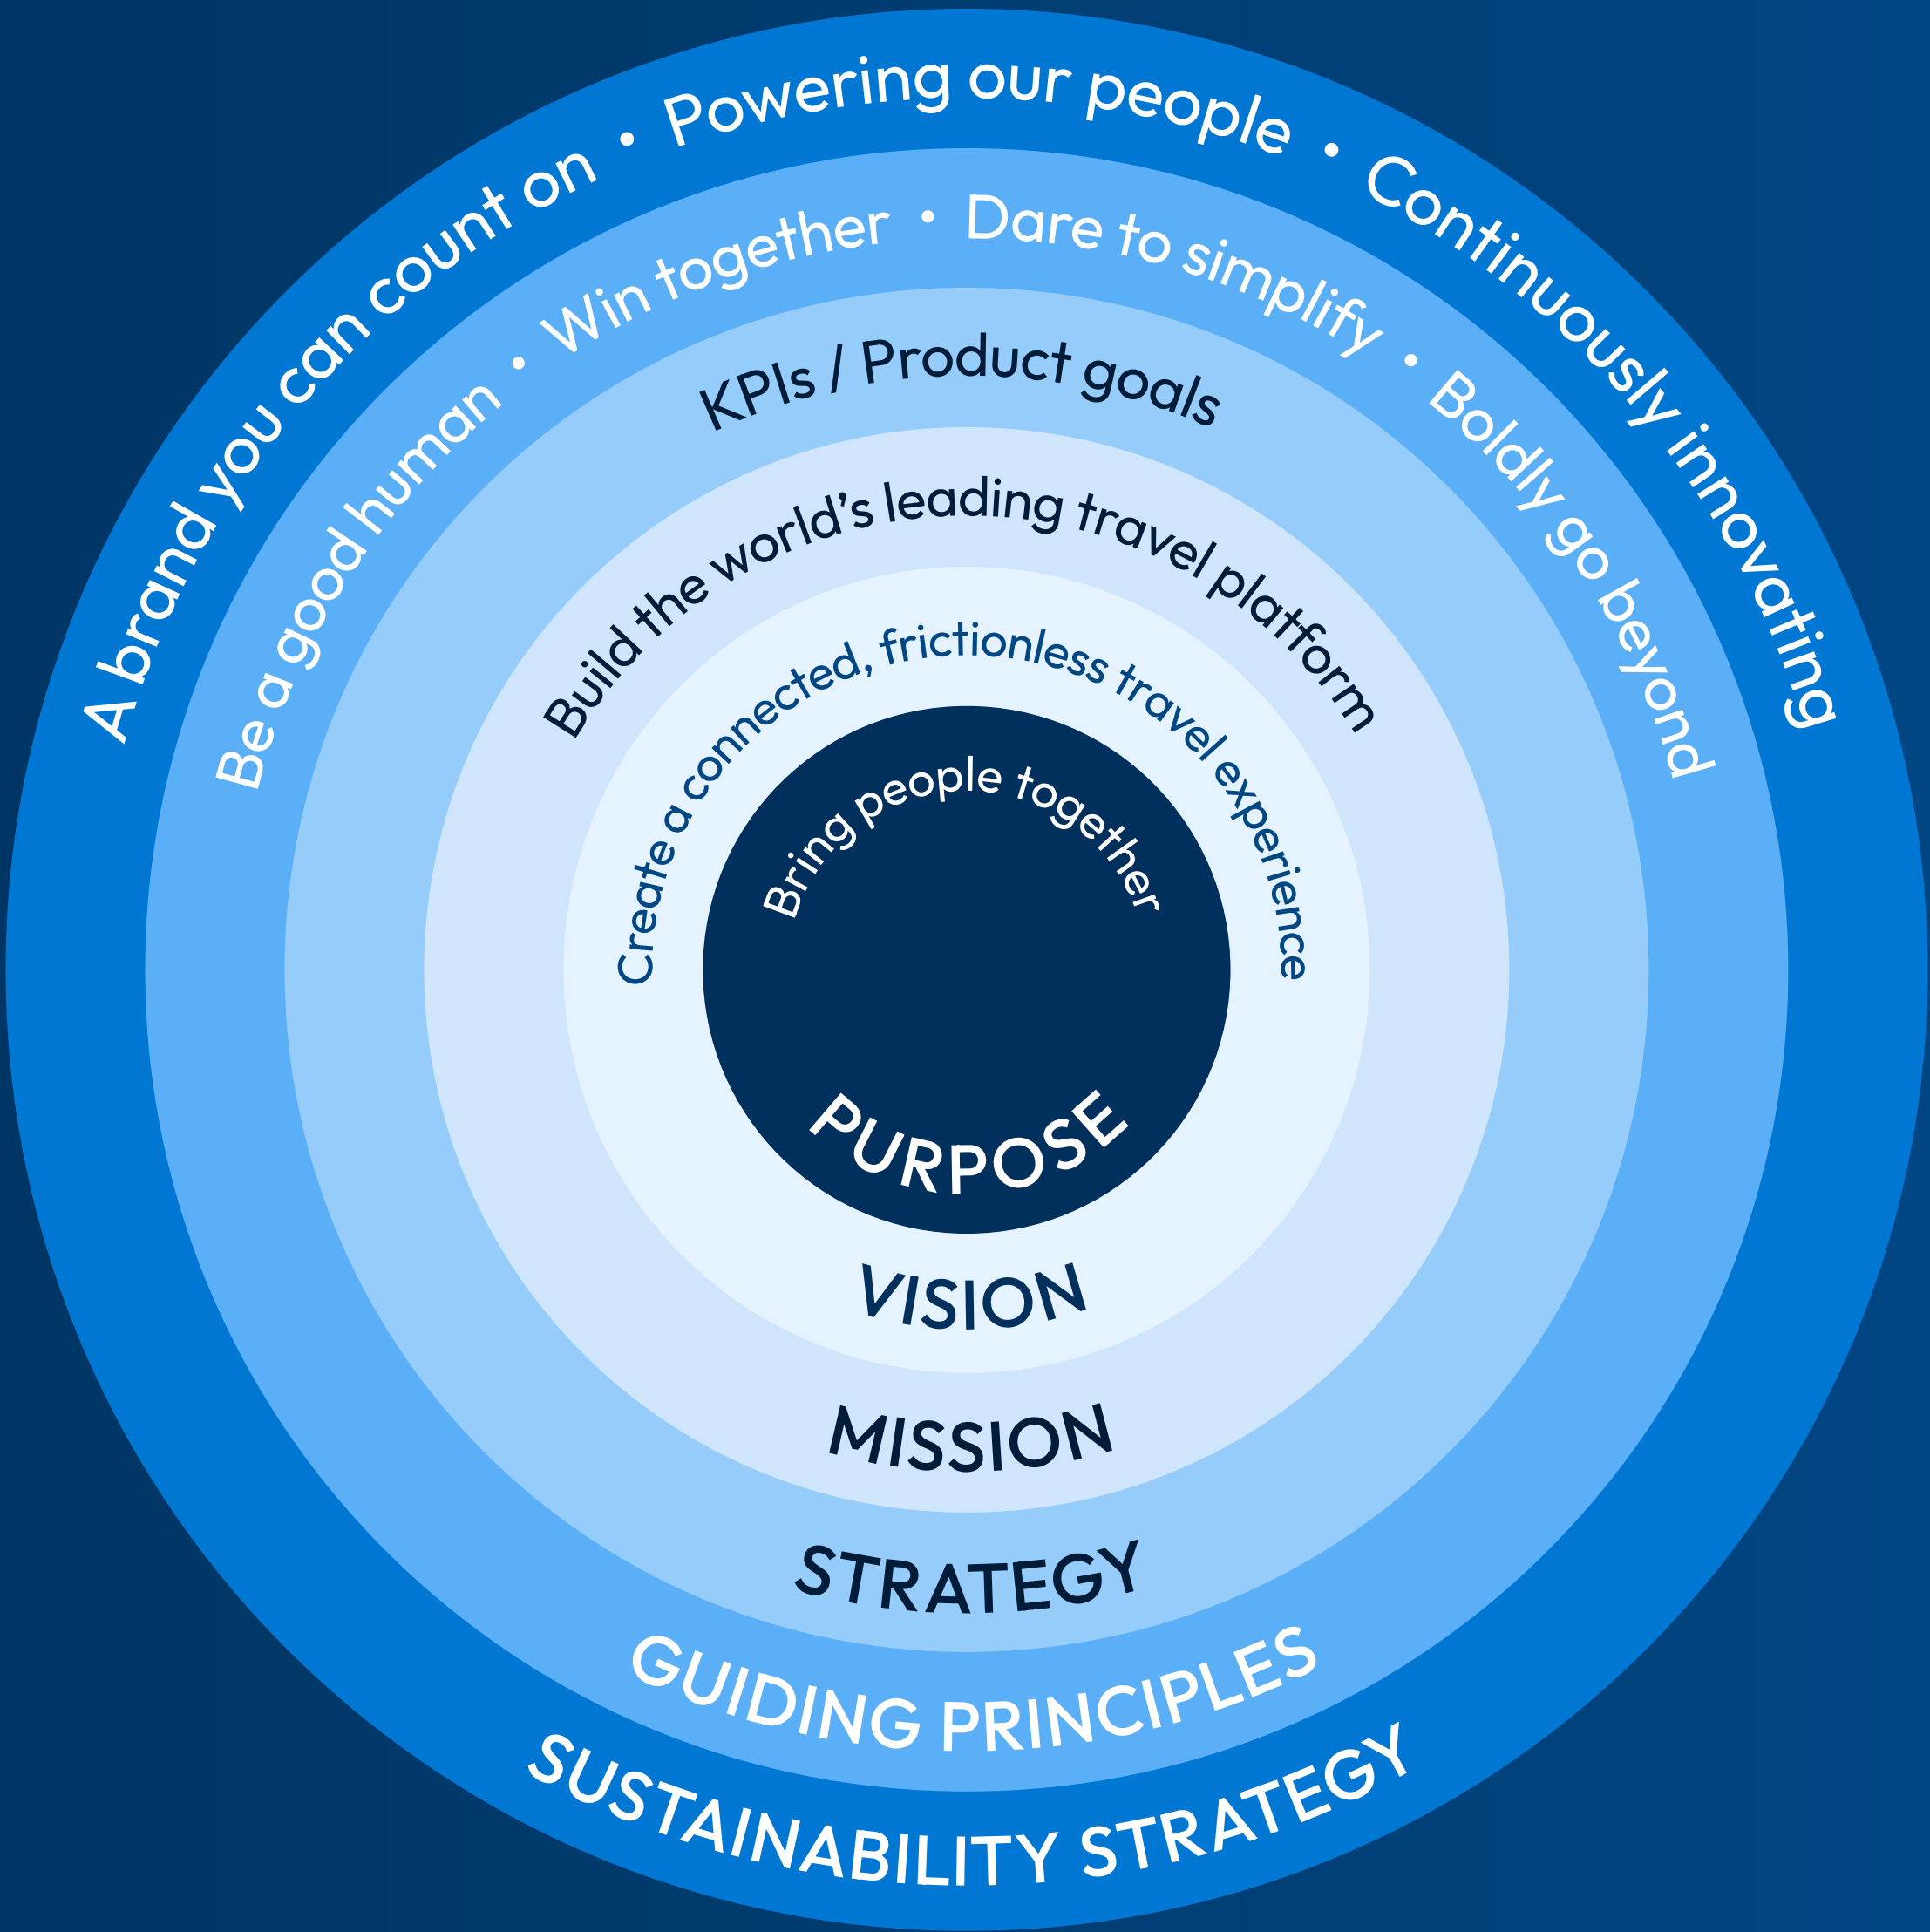 A brand you can count on • Powering our people • Continuously innovating
Be a good human • Win together • Dare to simplify • Boldly go beyond
KPIs / Product goals
Build the world's leading travel platform
Create a connected, frictionless travel experience
Bring people together
PURPOSE
VISION
MISSION
STRATEGY
GUIDING PRINCIPLES
SUSTAINABILITY STRATEGY